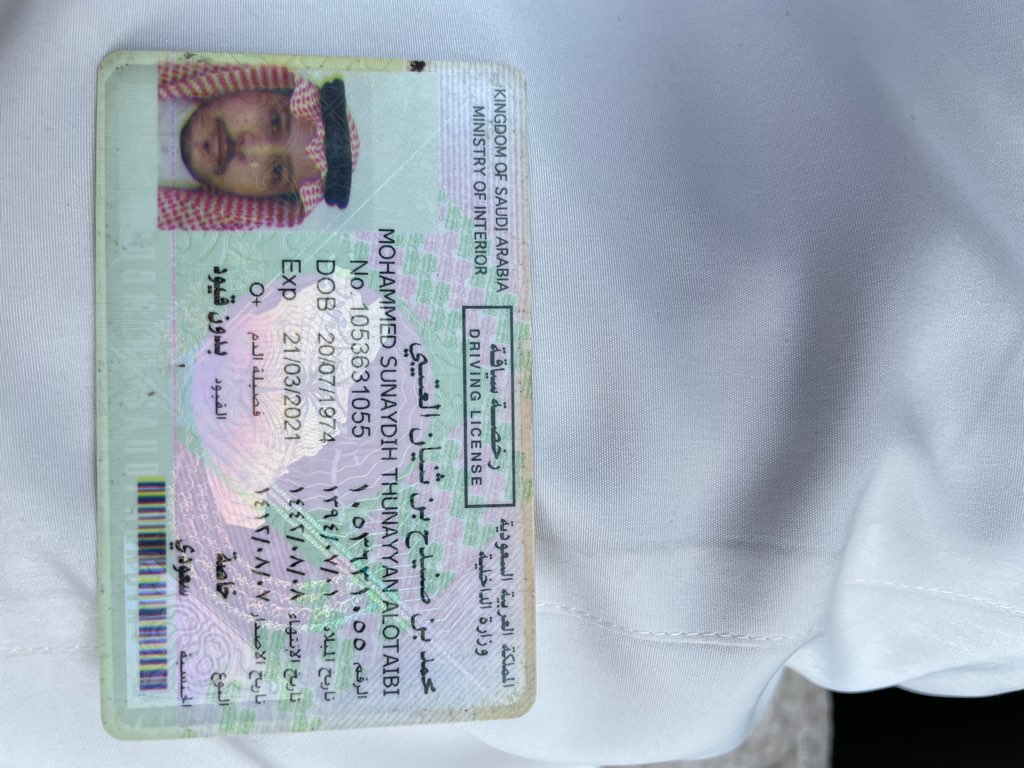 KINGDOM OF SAUDI ARABIA
MINISTRY OF INTERIOR
المملكة العربية السعودية
وزارة الداخلية
رخصة سياقة
DRIVING LICENSE
محمد بن صنيدح بن ثنيان العتيبي
MOHAMMED SUNAYDIH THUNAYYAN ALOTAIBI
No 1053631055 الرقم ١٠٥٣٦٣١٠٥٥
DOB 20/07/1974 تاريخ الميلاد ١٣٩٤/٠٧/٠١
Exp 21/03/2021 تاريخ الانتهاء ١٤٤٢/٠٨/٠٨
O+ فصيلة الدم تاريخ الاصدار ١٤١٢/٠٨/٠٧
النوع خاصة القيود بدون قيود
الجنسية سعودي